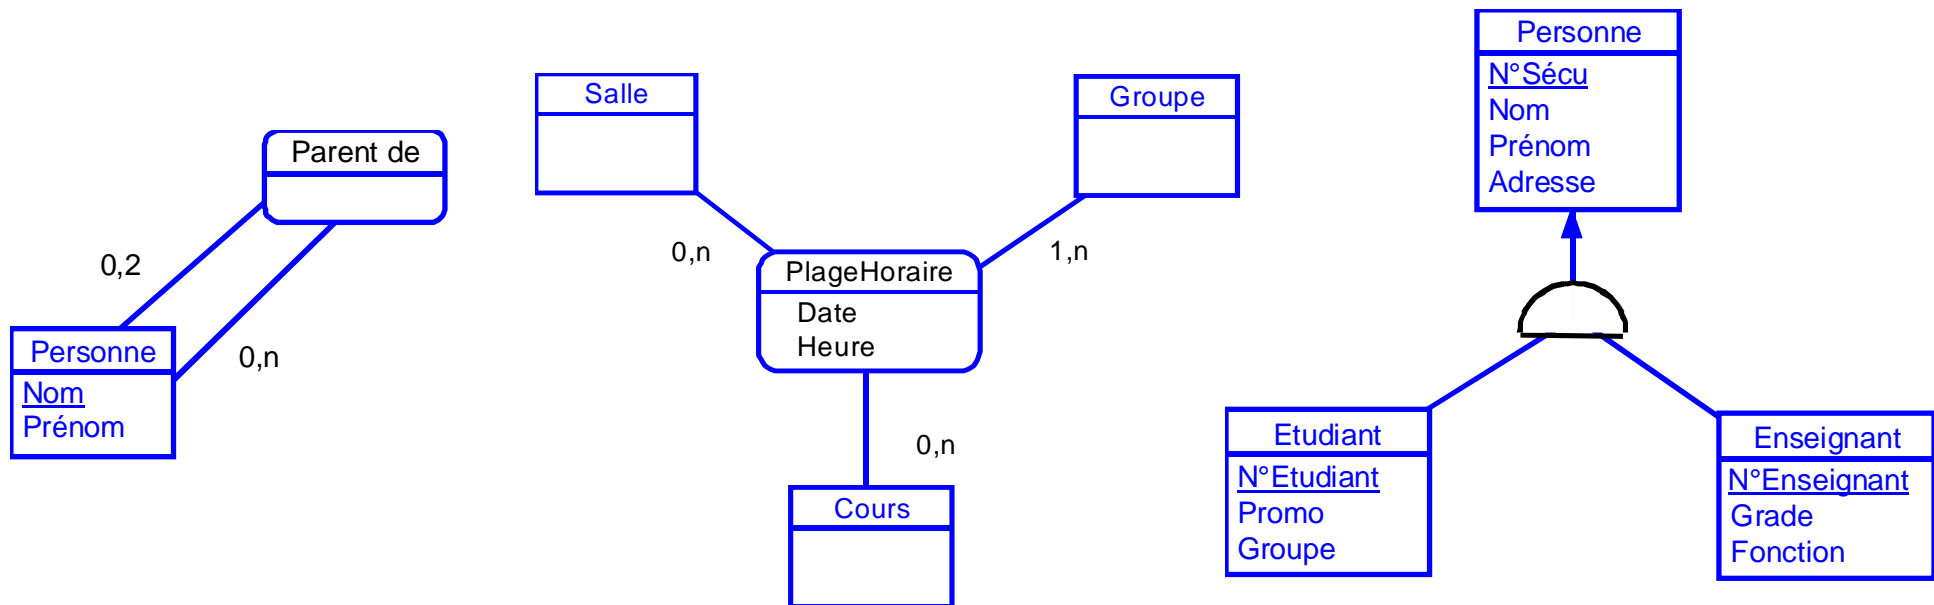 Parent de
0,2
0,n
Personne
Nom
Prénom
Salle
Groupe
0,n
1,n
PlageHoraire
Date
Heure
0,n
Cours
Personne
N°Sécu
Nom
Prénom
Adresse
Etudiant
N°Etudiant
Promo
Groupe
Enseignant
N°Enseignant
Grade
Fonction